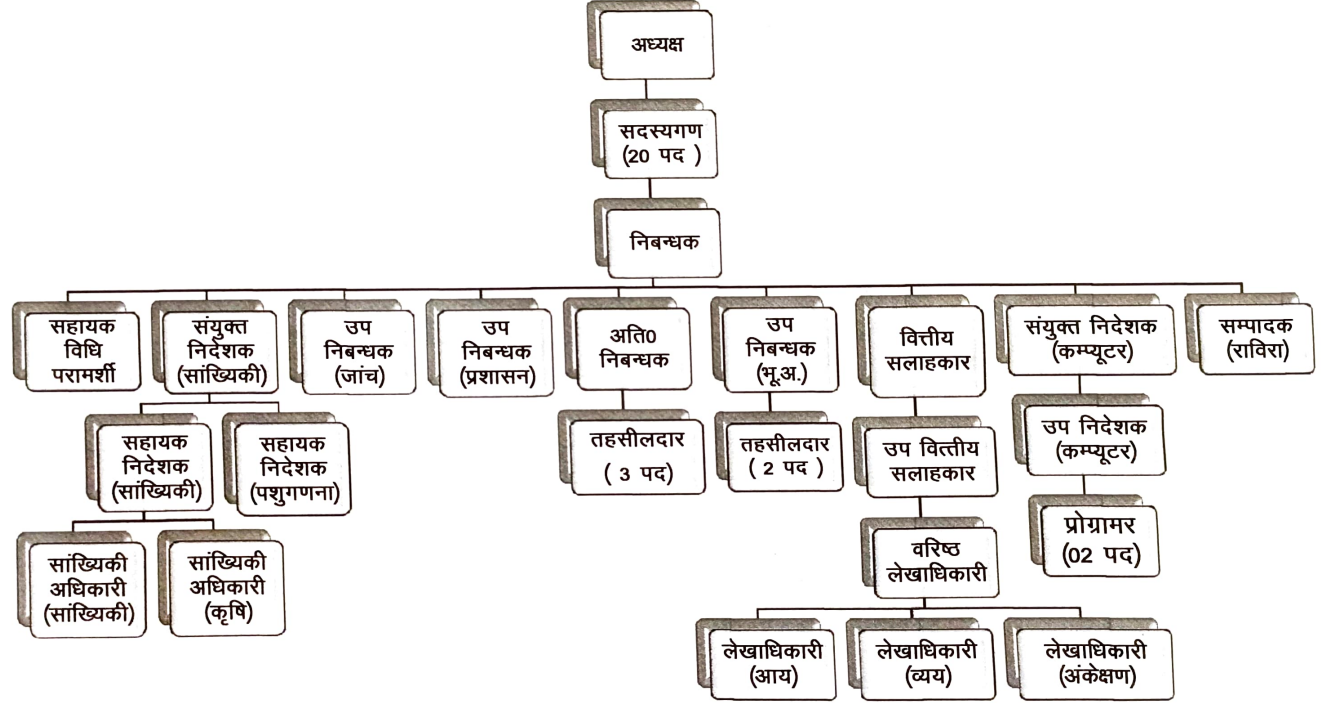 अध्यक्ष
सदस्यगण
(20 पद )
निबन्धक
सहायक
विधि
परामर्शी
संयुक्त
निदेशक
(सांख्यिकी)
उप
निबन्धक
(जांच)
उप
निबन्धक
(प्रशासन)
अति0
निबन्धक
उप
निबन्धक
(भू.अ.)
वित्तीय
सलाहकार
संयुक्त निदेशक
(कम्प्यूटर)
सम्पादक
(राविरा)
सहायक
निदेशक
(सांख्यिकी)
सहायक
निदेशक
(पशुगणना)
तहसीलदार
( 3 पद)
तहसीलदार
( 2 पद )
उप वित्तीय
सलाहकार
उप निदेशक
(कम्प्यूटर)
सांख्यिकी
अधिकारी
(सांख्यिकी)
सांख्यिकी
अधिकारी
(कृषि)
वरिष्ठ
लेखाधिकारी
प्रोग्रामर
(02 पद)
लेखाधिकारी
(आय)
लेखाधिकारी
(व्यय)
लेखाधिकारी
(अंकेक्षण)